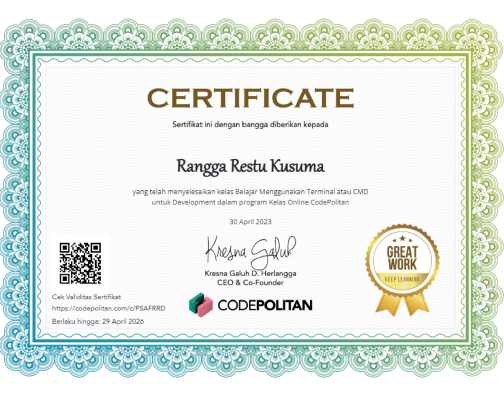 CERTIFICATE
Sertifikat ini dengan bangga diberikan kepada
Rangga Restu Kusuma
yang telah menyelesaikan kelas Belajar Menggunakan Terminal atau CMD
untuk Development dalam program Kelas Online CodePolitan
30 April 2023
Kresna Galuh
Kresna Galuh D. Herlangga
CEO & Co-Founder
CODEPOLITAN
GREAT
WORK
KEEP LEARNING
Cek Validitas Sertifikat
https://codepolitan.com/c/PSAFRRD
Berlaku hingga: 29 April 2026